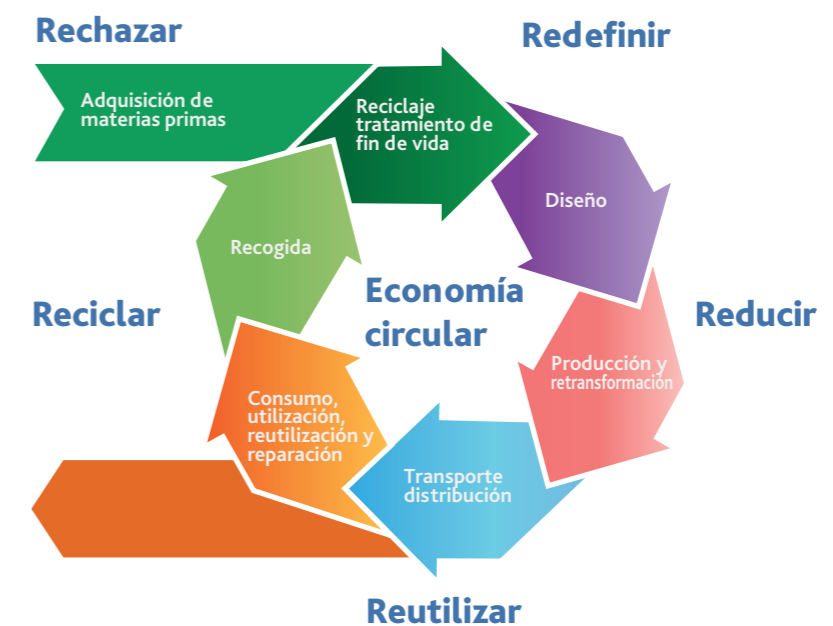 Rechazar
Redefinir
Adquisición de
materias primas
Reciclaje
tratamiento de
fin de vida
Diseño
Recogida
Economía
circular
Reciclar
Reducir
Producción y
retransformación
Consumo,
utilización,
reutilización y
reparación
Transporte
distribución
Reutilizar